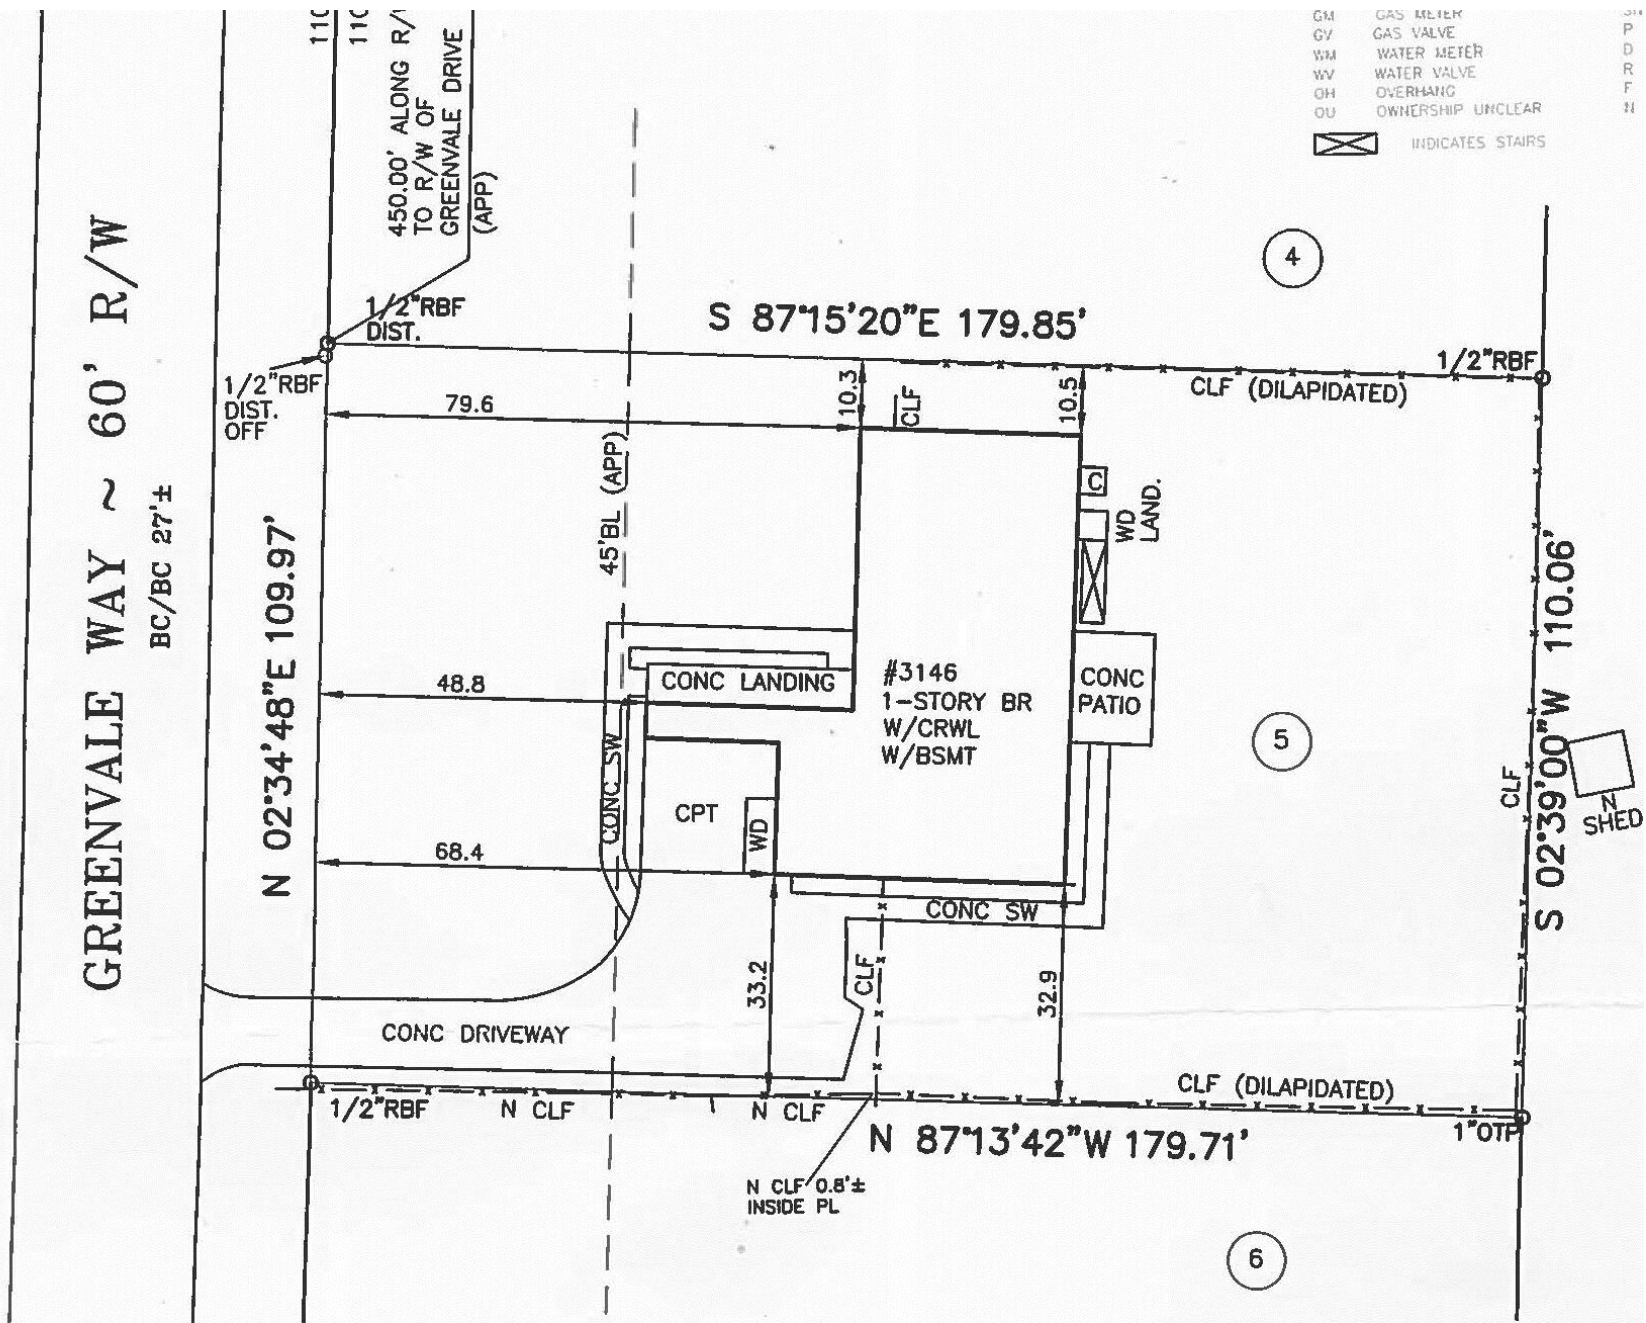 GM GAS METER
GV GAS VALVE P
WM WATER METER D
WV WATER VALVE R
OH OVERHANG F
OU OWNERSHIP UNCLEAR N
INDICATES STAIRS
450.00' ALONG R/
TO R/W OF
GREENVALE DRIVE
(APP)
GREENVALE WAY ~ 60' R/W
BC/BC 27'±
4
1/2"RBF
DIST.
S 87°15'20"E 179.85'
1/2"RBF
1/2"RBF
DIST.
OFF
CLF (DILAPIDATED)
79.6
10.3
CLF
10.5
45'BL (APP)
C
WD
LAND.
N 02°34'48"E 109.97'
S 02°39'00"W 110.06'
48.8
CONC LANDING
#3146
1-STORY BR
W/CRWL
W/BSMT
CONC
PATIO
5
CONC SW
CPT
WD
CLF
N
SHED
68.4
CONC SW
33.2
CLF
32.9
CONC DRIVEWAY
1/2"RBF
N CLF
N CLF
CLF (DILAPIDATED)
1"OTP
N 87°13'42"W 179.71'
N CLF 0.8'±
INSIDE PL
6